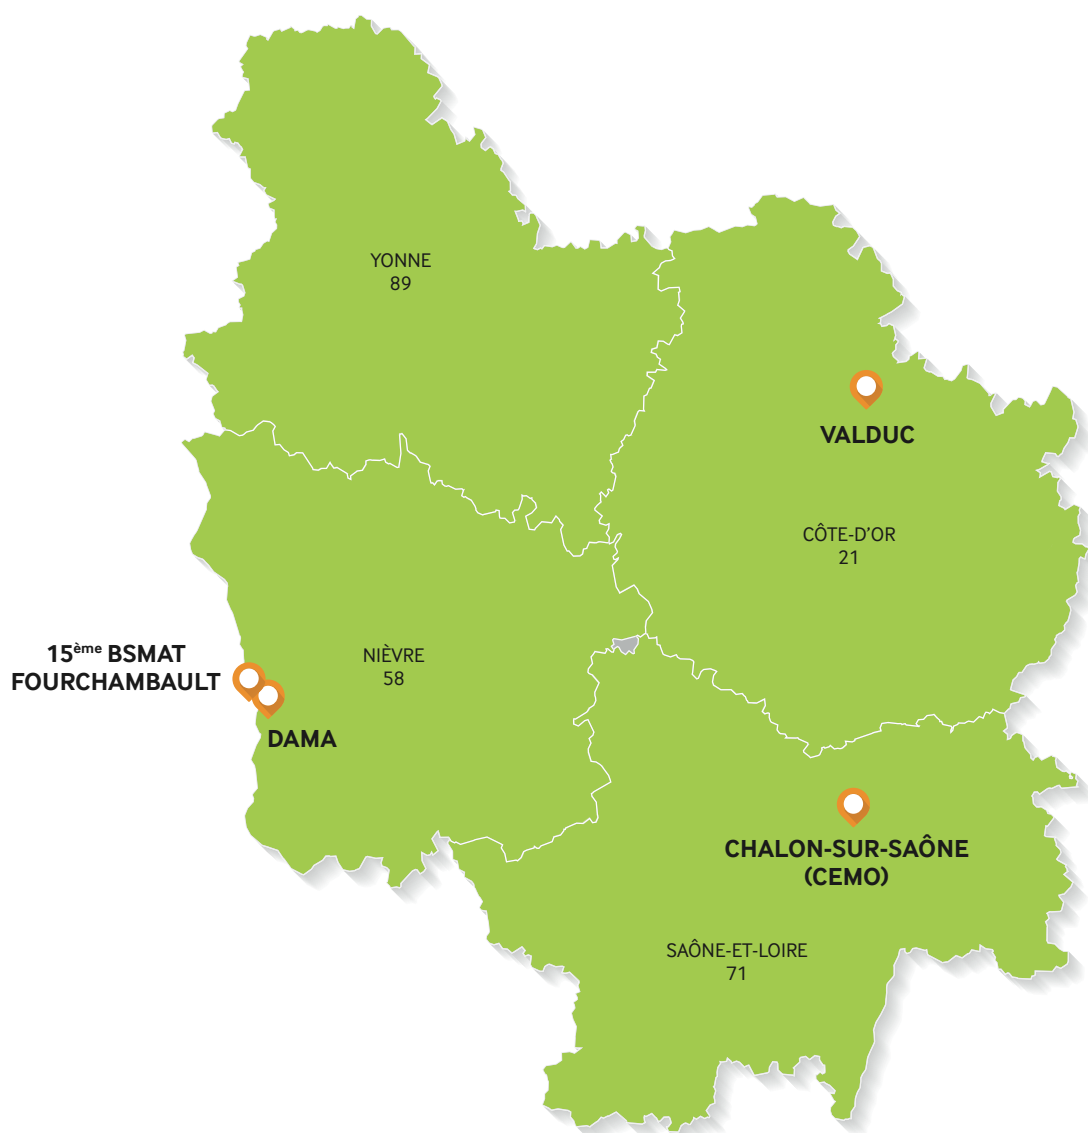 YONNE
89
VALDUC
CÔTE-D'OR
21
15ème BSMAT
FOURCHAMBAULT
NIÈVRE
58
DAMA
CHALON-SUR-SAÔNE
(CEMO)
SAÔNE-ET-LOIRE
71